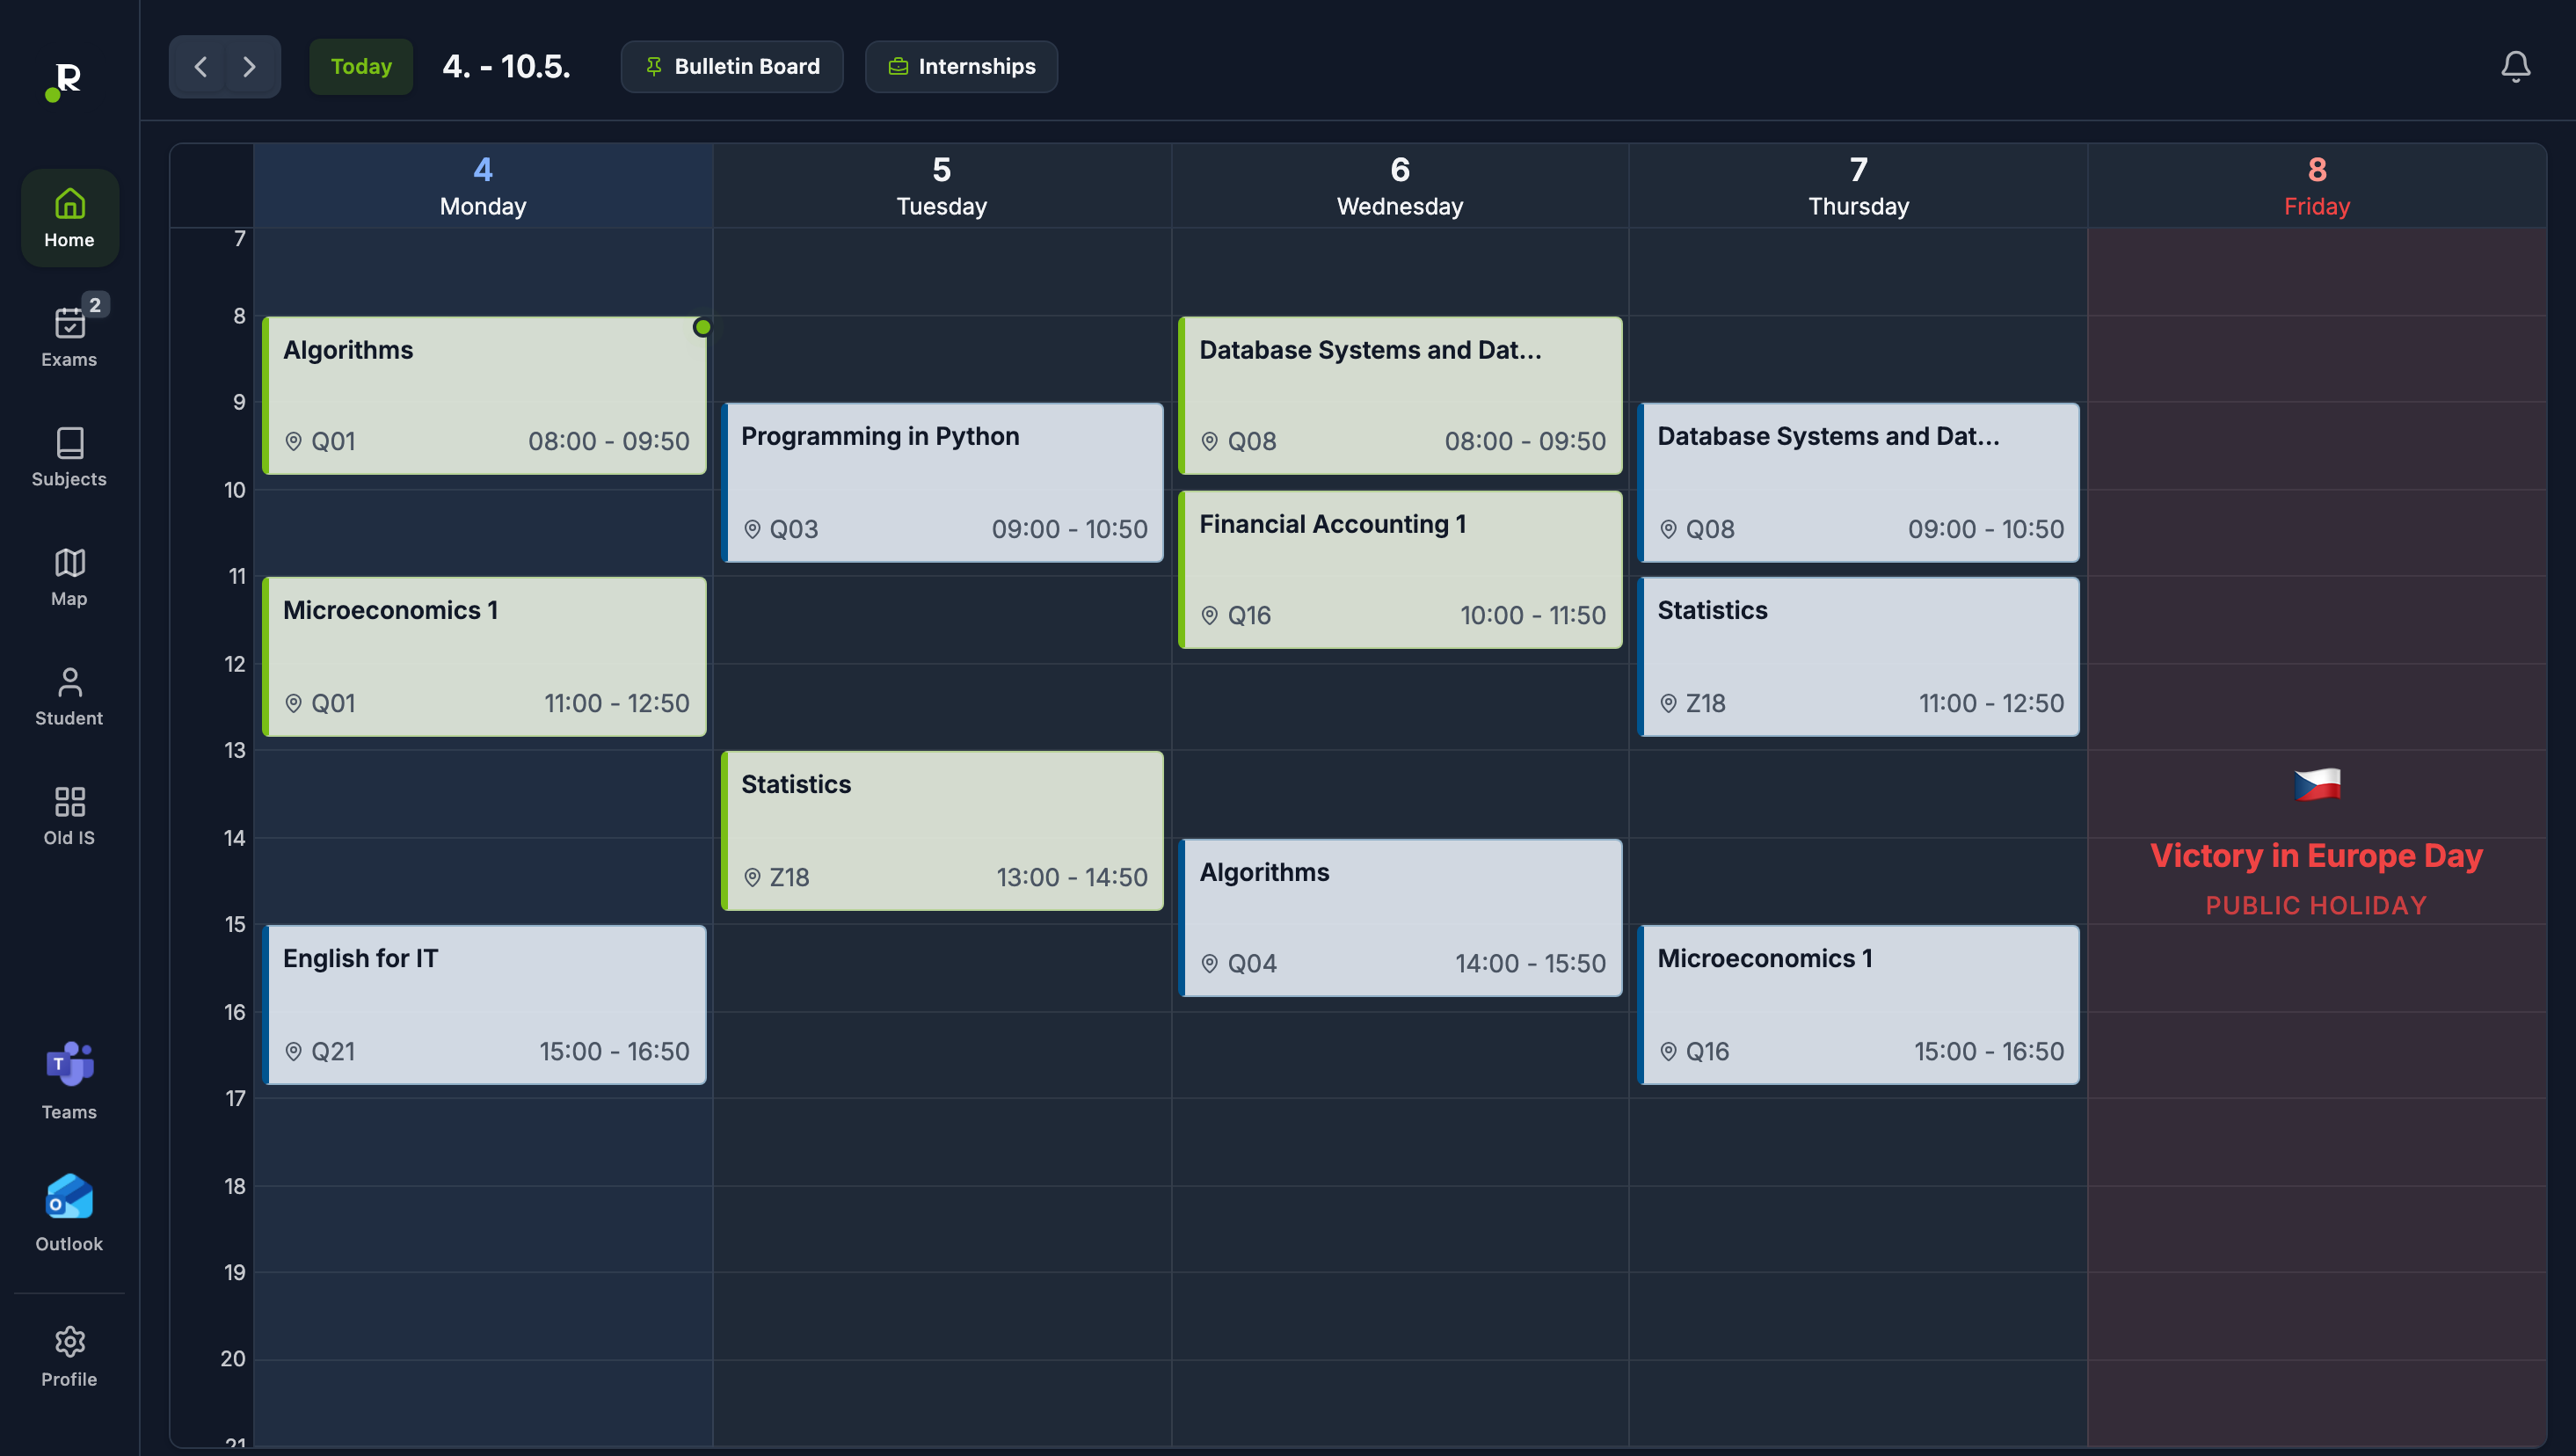 R
Today
4. - 10.5.
Bulletin Board
Internships
Home
2
Exams
Subjects
Map
Student
Old IS
T
Teams
O
Outlook
Profile
4
Monday
5
Tuesday
6
Wednesday
7
Thursday
8
Friday
7
8
9
10
11
12
13
14
15
16
17
18
19
20
21
Algorithms
Q01 08:00 - 09:50
Microeconomics 1
Q01 11:00 - 12:50
English for IT
Q21 15:00 - 16:50
Programming in Python
Q03 09:00 - 10:50
Statistics
Z18 13:00 - 14:50
Database Systems and Dat...
Q08 08:00 - 09:50
Financial Accounting 1
Q16 10:00 - 11:50
Algorithms
Q04 14:00 - 15:50
Database Systems and Dat...
Q08 09:00 - 10:50
Statistics
Z18 11:00 - 12:50
Microeconomics 1
Q16 15:00 - 16:50
Victory in Europe Day
PUBLIC HOLIDAY